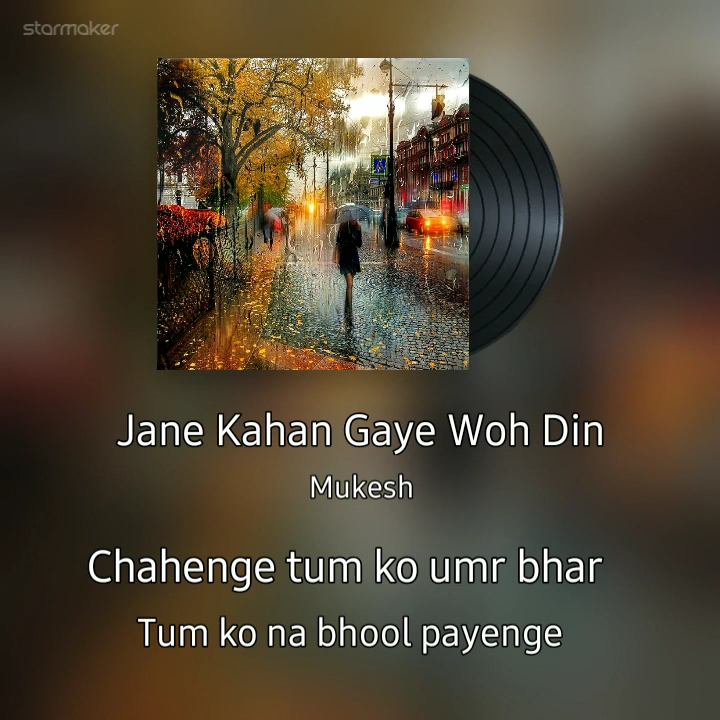 starmaker
Jane Kahan Gaye Woh Din
Mukesh
Chahenge tum ko umr bhar
Tum ko na bhool payenge